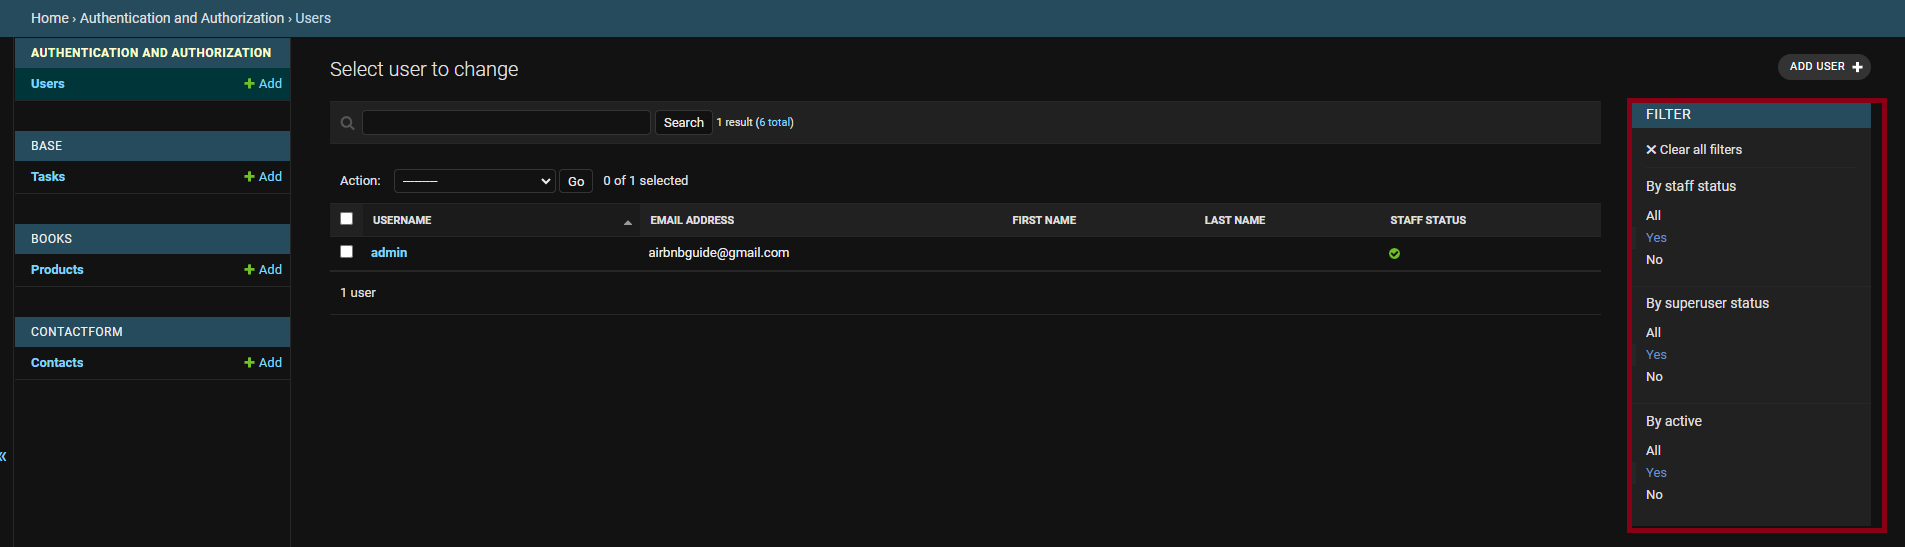 Home › Authentication and Authorization › Users
AUTHENTICATION AND AUTHORIZATION
Users + Add
BASE
Tasks + Add
BOOKS
Products + Add
CONTACTFORM
Contacts + Add
«
Select user to change
ADD USER +
Search 1 result (6 total)
Action: --------- Go 0 of 1 selected
USERNAME EMAIL ADDRESS FIRST NAME LAST NAME STAFF STATUS
admin airbnbguide@gmail.com
1 user
FILTER
✕ Clear all filters
By staff status
All
Yes
No
By superuser status
All
Yes
No
By active
All
Yes
No